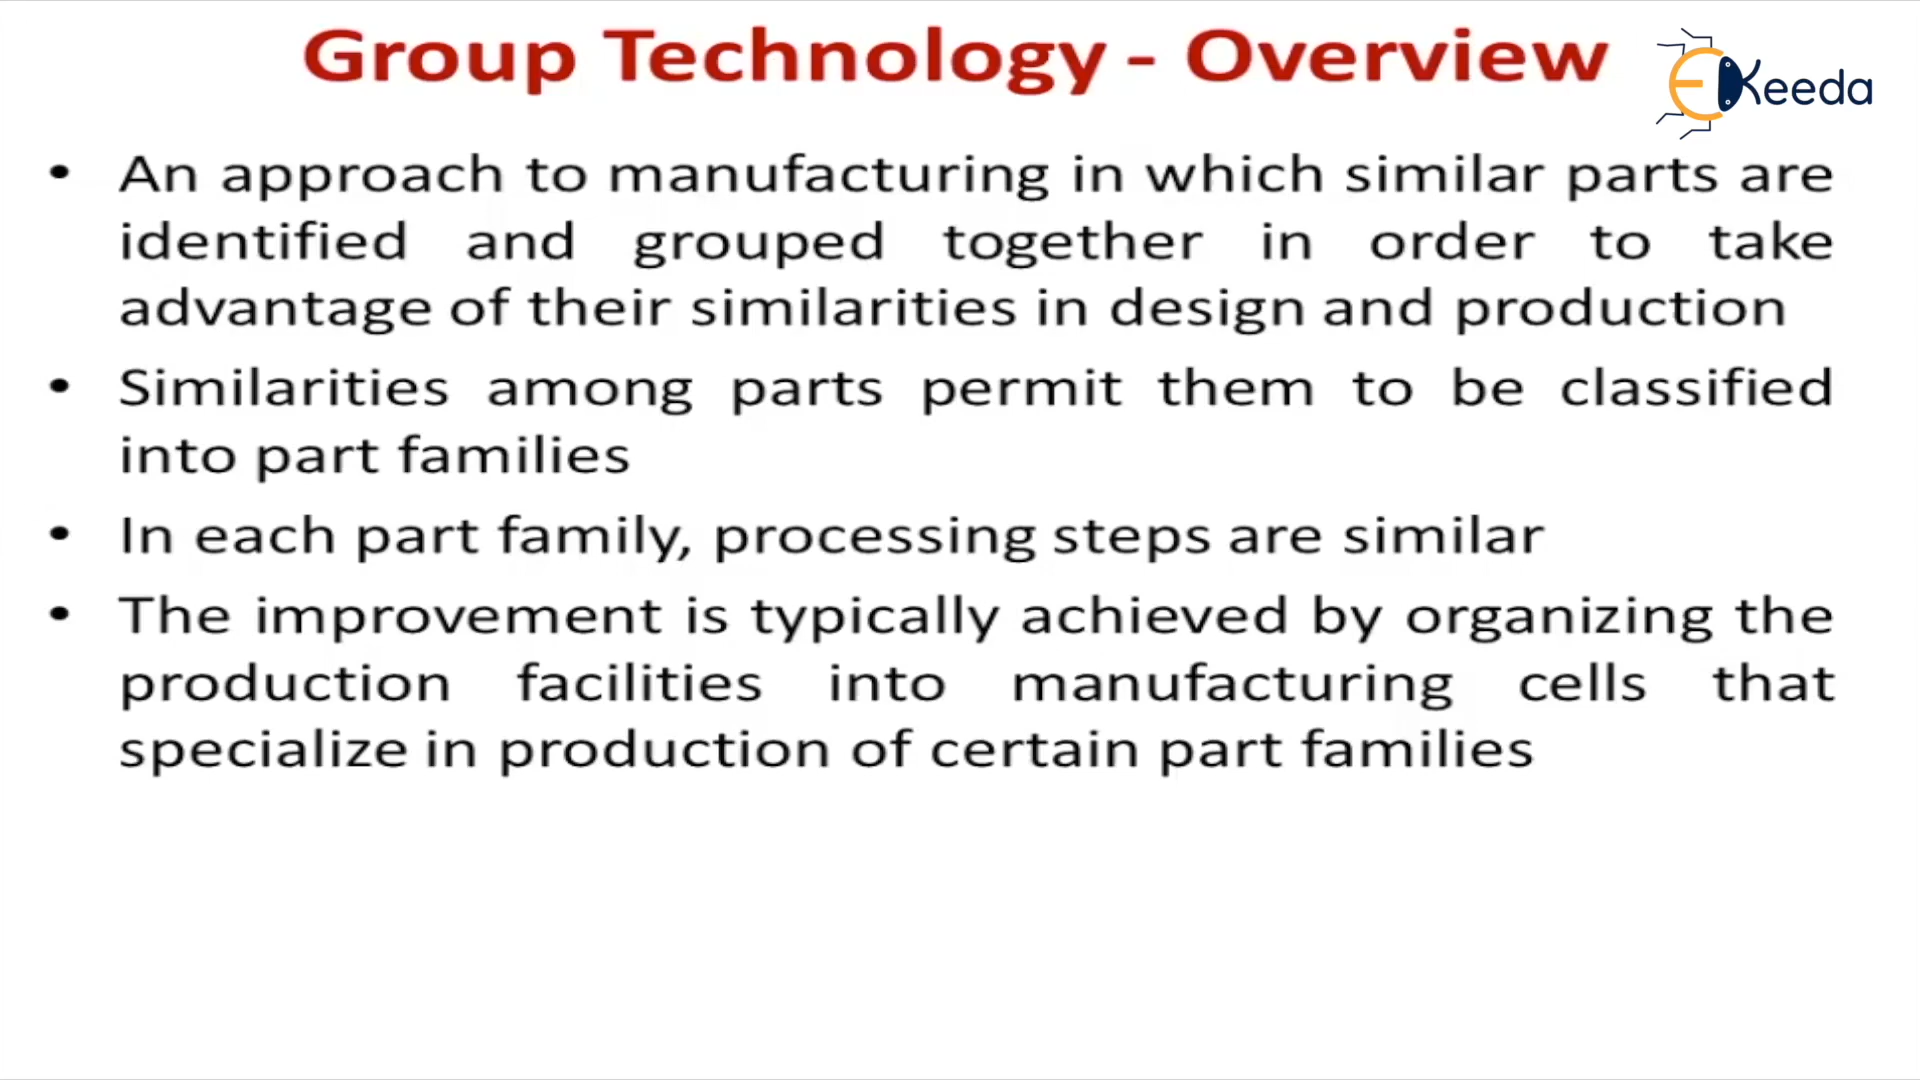 Group Technology - Overview
EKeeda
• An approach to manufacturing in which similar parts are
identified and grouped together in order to take
advantage of their similarities in design and production
• Similarities among parts permit them to be classified
into part families
• In each part family, processing steps are similar
• The improvement is typically achieved by organizing the
production facilities into manufacturing cells that
specialize in production of certain part families